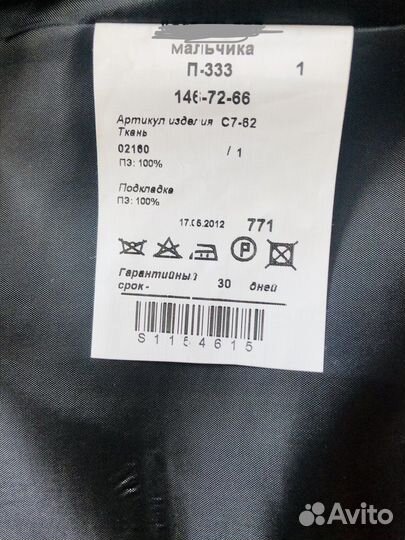 мальчика
П-333 1
146-72-66
Артикул изделия С7-62
Ткань
02160 / 1
ПЭ: 100%
Подкладка
ПЭ: 100%
17.06.2012 771
P
Гарантийный
срок - 30 дней
S1154615
Avito